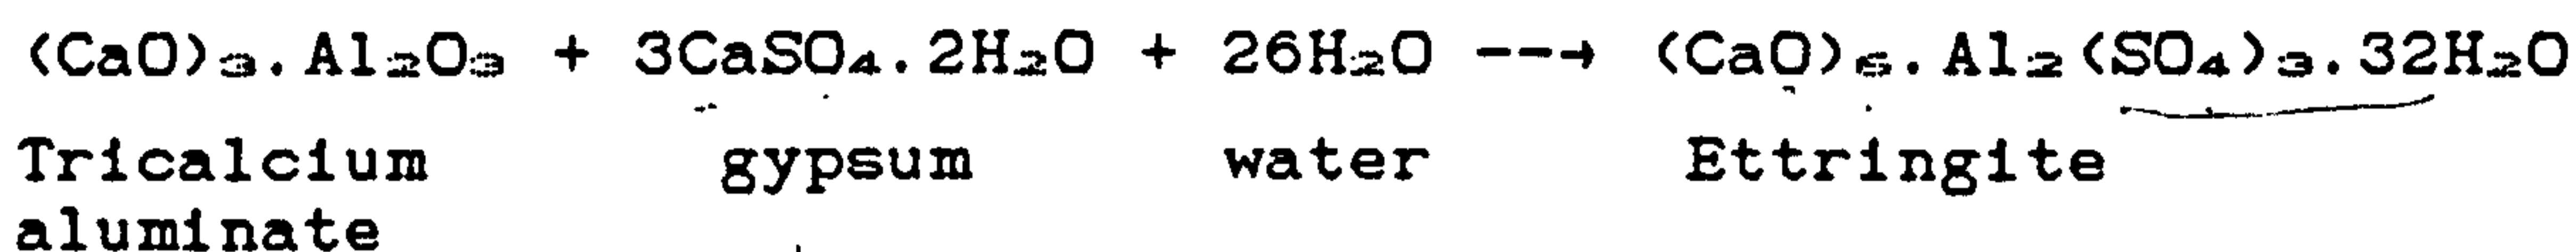 (CaO)₃.Al₂O₃ + 3CaSO₄.2H₂O + 26H₂O --→ (CaO)₆.Al₂(SO₄)₃.32H₂O
Tricalcium gypsum water Ettringite
aluminate